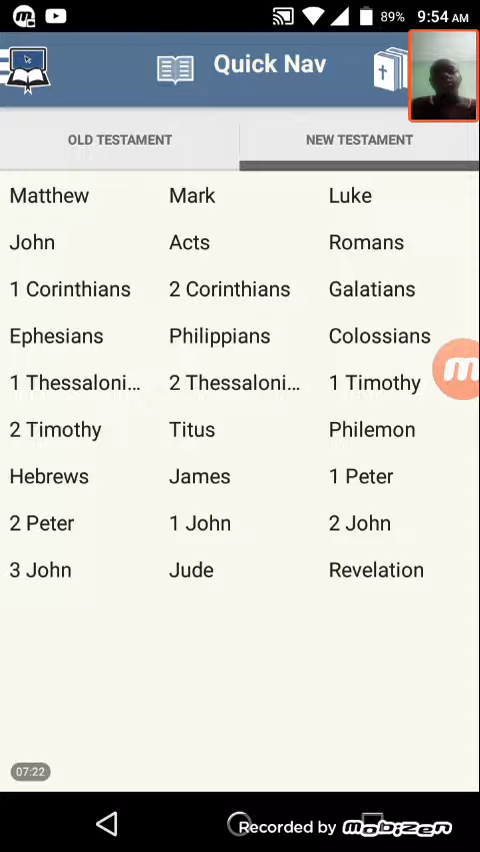 89% 9:54 AM
Quick Nav
OLD TESTAMENT NEW TESTAMENT
Matthew Mark Luke
John Acts Romans
1 Corinthians 2 Corinthians Galatians
Ephesians Philippians Colossians
1 Thessaloni... 2 Thessaloni... 1 Timothy
2 Timothy Titus Philemon
Hebrews James 1 Peter
2 Peter 1 John 2 John
3 John Jude Revelation
07:22
Recorded by mobizen